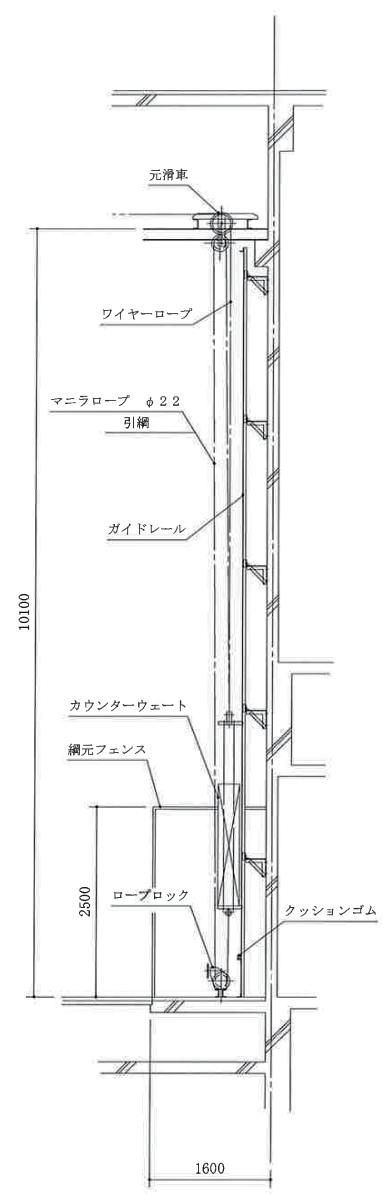 元滑車
ワイヤーロープ
マニラロープ　φ２２
引綱
ガイドレール
10100
カウンターウェート
綱元フェンス
2500
ロープロック
クッションゴム
1600